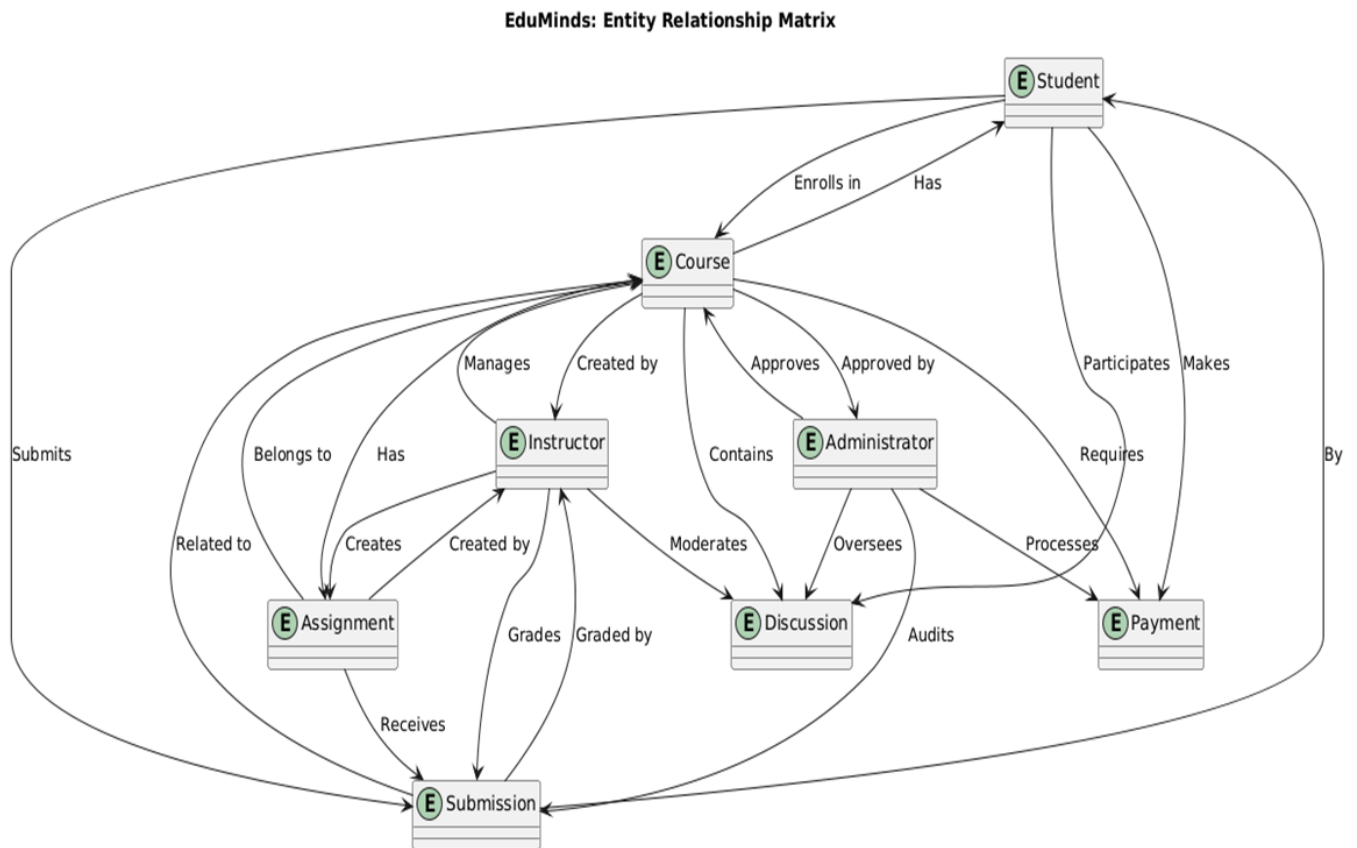 EduMinds: Entity Relationship Matrix
E Student
Enrolls in
Has
E Course
Manages
Created by
Approves
Approved by
Participates
Makes
Submits
Belongs to
Has
E Instructor
Contains
E Administrator
Requires
By
Related to
Creates
Created by
Moderates
Oversees
Processes
E Assignment
Grades
Graded by
E Discussion
Audits
E Payment
Receives
E Submission